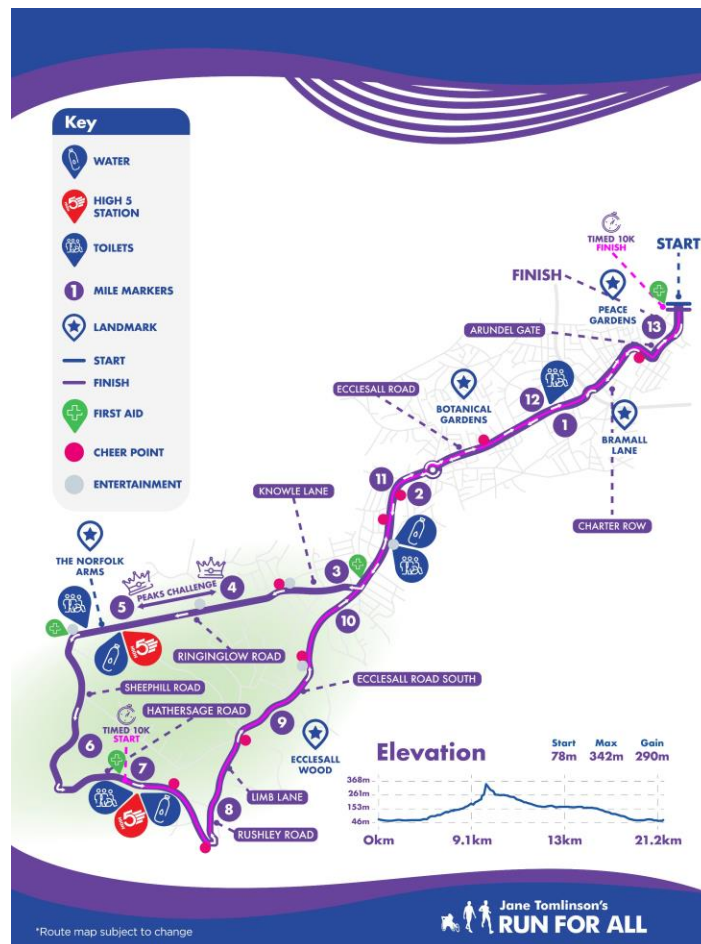 Key
WATER
HIGH 5
STATION
TOILETS
1 MILE MARKERS
LANDMARK
START
FINISH
FIRST AID
CHEER POINT
ENTERTAINMENT
TIMED 10K
FINISH
START
FINISH
PEACE
GARDENS
13
ARUNDEL GATE
ECCLESALL ROAD
BOTANICAL
GARDENS
12
1
BRAMALL
LANE
11
2
KNOWLE LANE
CHARTER ROW
THE NORFOLK
ARMS
PEAKS CHALLENGE
5
4
3
10
RINGINGLOW ROAD
SHEEPHILL ROAD
ECCLESALL ROAD SOUTH
HATHERSAGE ROAD
TIMED 10K
START
9
6
7
ECCLESALL
WOOD
LIMB LANE
8
RUSHLEY ROAD
Elevation
Start Max Gain
78m 342m 290m
368m
261m
153m
46m
0km 9.1km 13km 21.2km
*Route map subject to change
Jane Tomlinson's
RUN FOR ALL